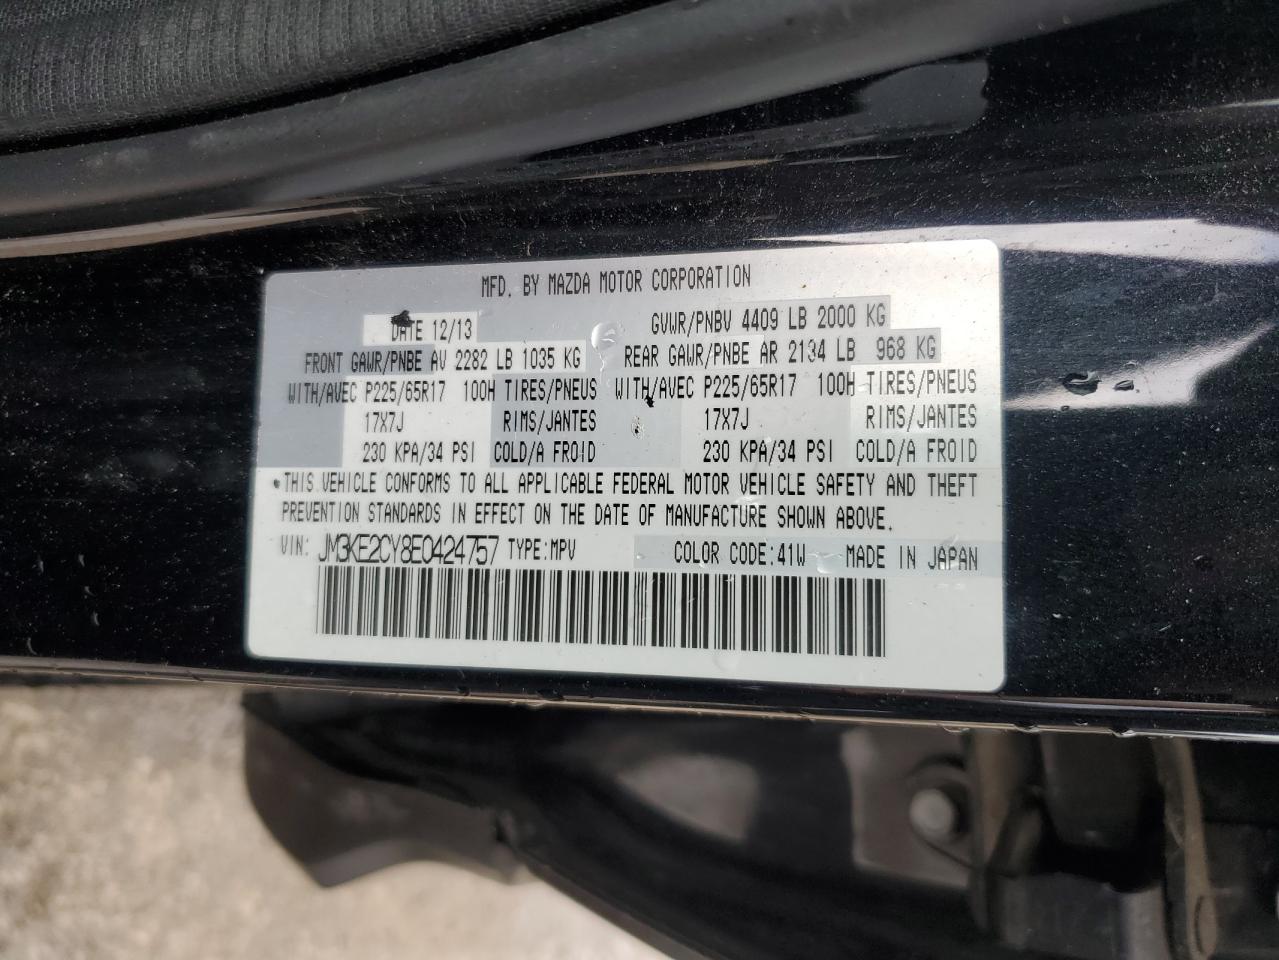 MFD. BY MAZDA MOTOR CORPORATION
DATE 12/13 GVWR/PNBV 4409 LB 2000 KG
FRONT GAWR/PNBE AV 2282 LB 1035 KG REAR GAWR/PNBE AR 2134 LB 968 KG
WITH/AVEC P225/65R17 100H TIRES/PNEUS WITH/AVEC P225/65R17 100H TIRES/PNEUS
17X7J RIMS/JANTES 17X7J RIMS/JANTES
230 KPA/34 PSI COLD/A FROID 230 KPA/34 PSI COLD/A FROID
•THIS VEHICLE CONFORMS TO ALL APPLICABLE FEDERAL MOTOR VEHICLE SAFETY AND THEFT
PREVENTION STANDARDS IN EFFECT ON THE DATE OF MANUFACTURE SHOWN ABOVE.
VIN: JM3KE2CY8E0424757 TYPE:MPV COLOR CODE:41W MADE IN JAPAN